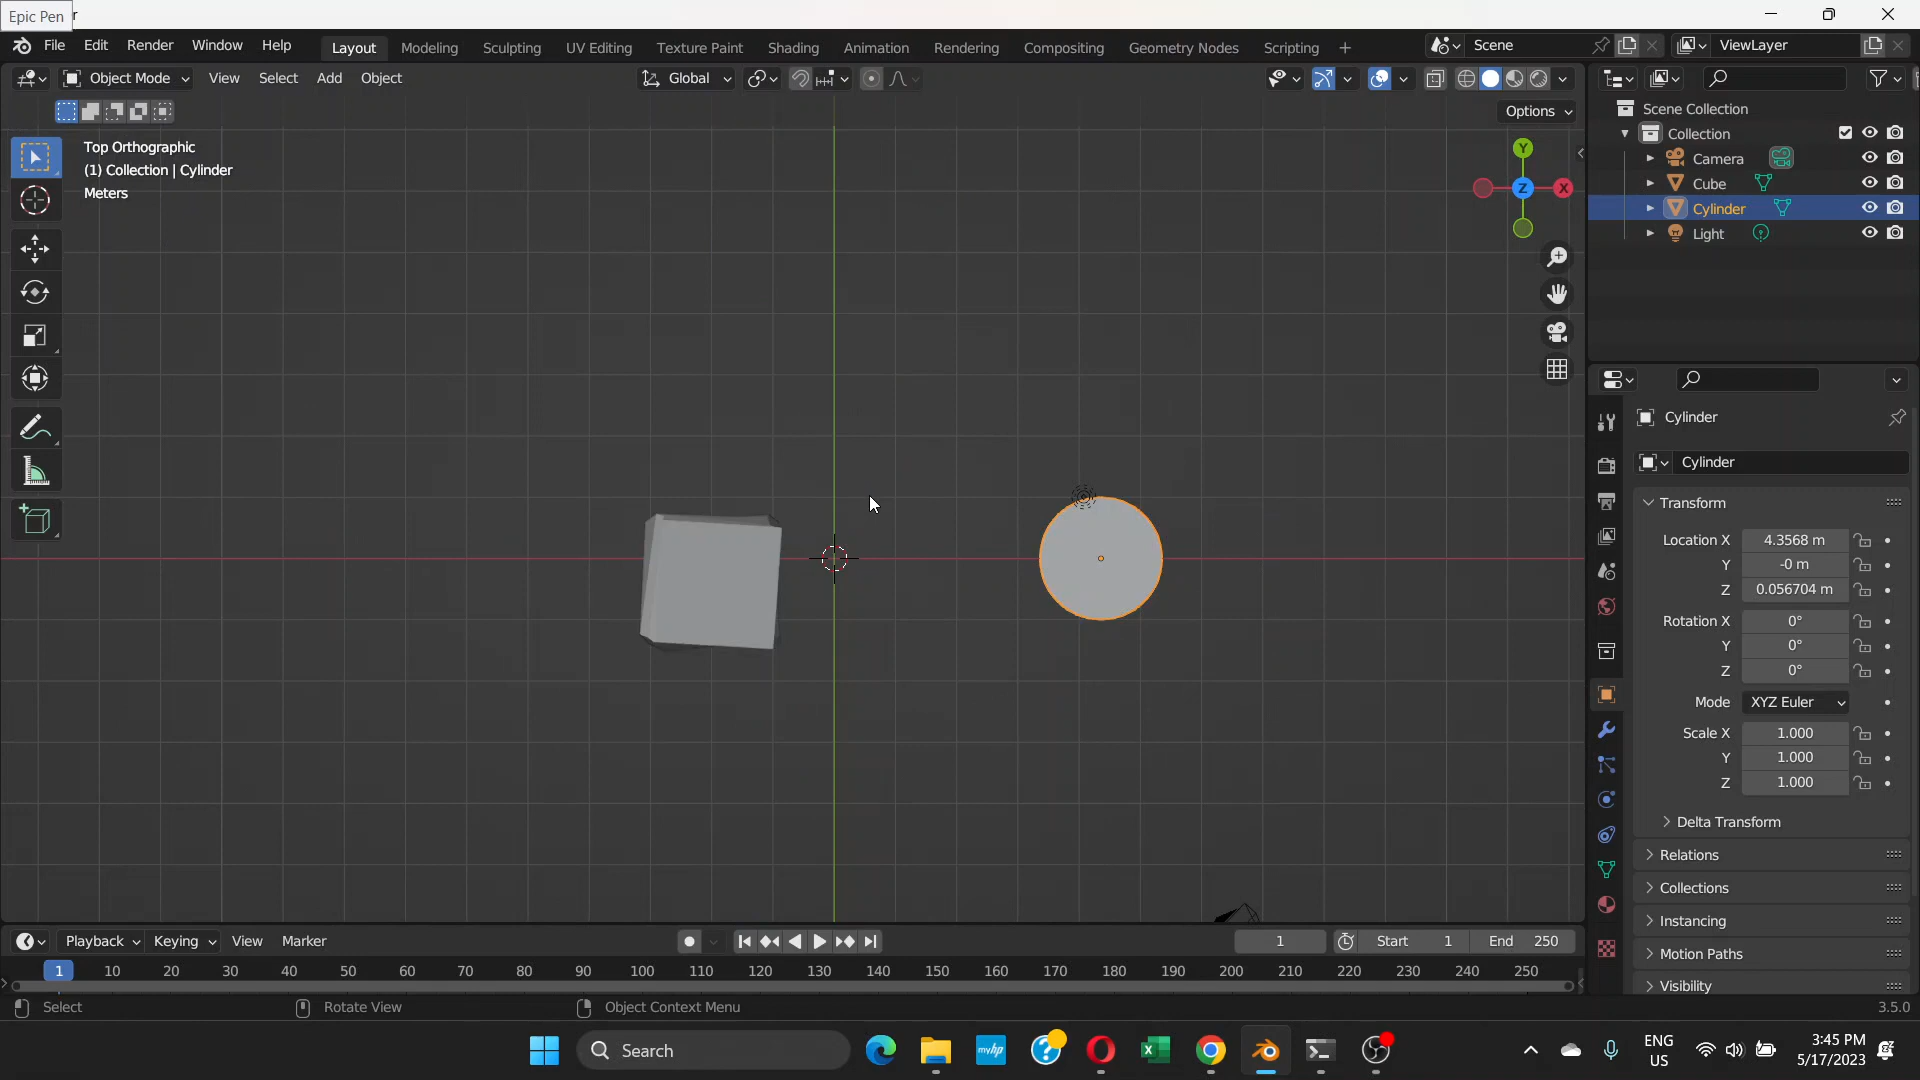 Epic Pen r
File Edit Render Window Help Layout Modeling Sculpting UV Editing Texture Paint Shading Animation Rendering Compositing Geometry Nodes Scripting + Scene ViewLayer
Object Mode View Select Add Object Global
Options
Top Orthographic
(1) Collection | Cylinder
Meters
Y
Z
X
Scene Collection
Collection
Camera
Cube
Cylinder
Light
Cylinder
Cylinder
Transform
Location X 4.3568 m
Y -0 m
Z 0.056704 m
Rotation X 0°
Y 0°
Z 0°
Mode XYZ Euler
Scale X 1.000
Y 1.000
Z 1.000
Delta Transform
Relations
Collections
Instancing
Motion Paths
Visibility
Playback Keying View Marker 1 Start 1 End 250
1 10 20 30 40 50 60 70 80 90 100 110 120 130 140 150 160 170 180 190 200 210 220 230 240 250
Select Rotate View Object Context Menu 3.5.0
Search myhp ENG US 3:45 PM
5/17/2023